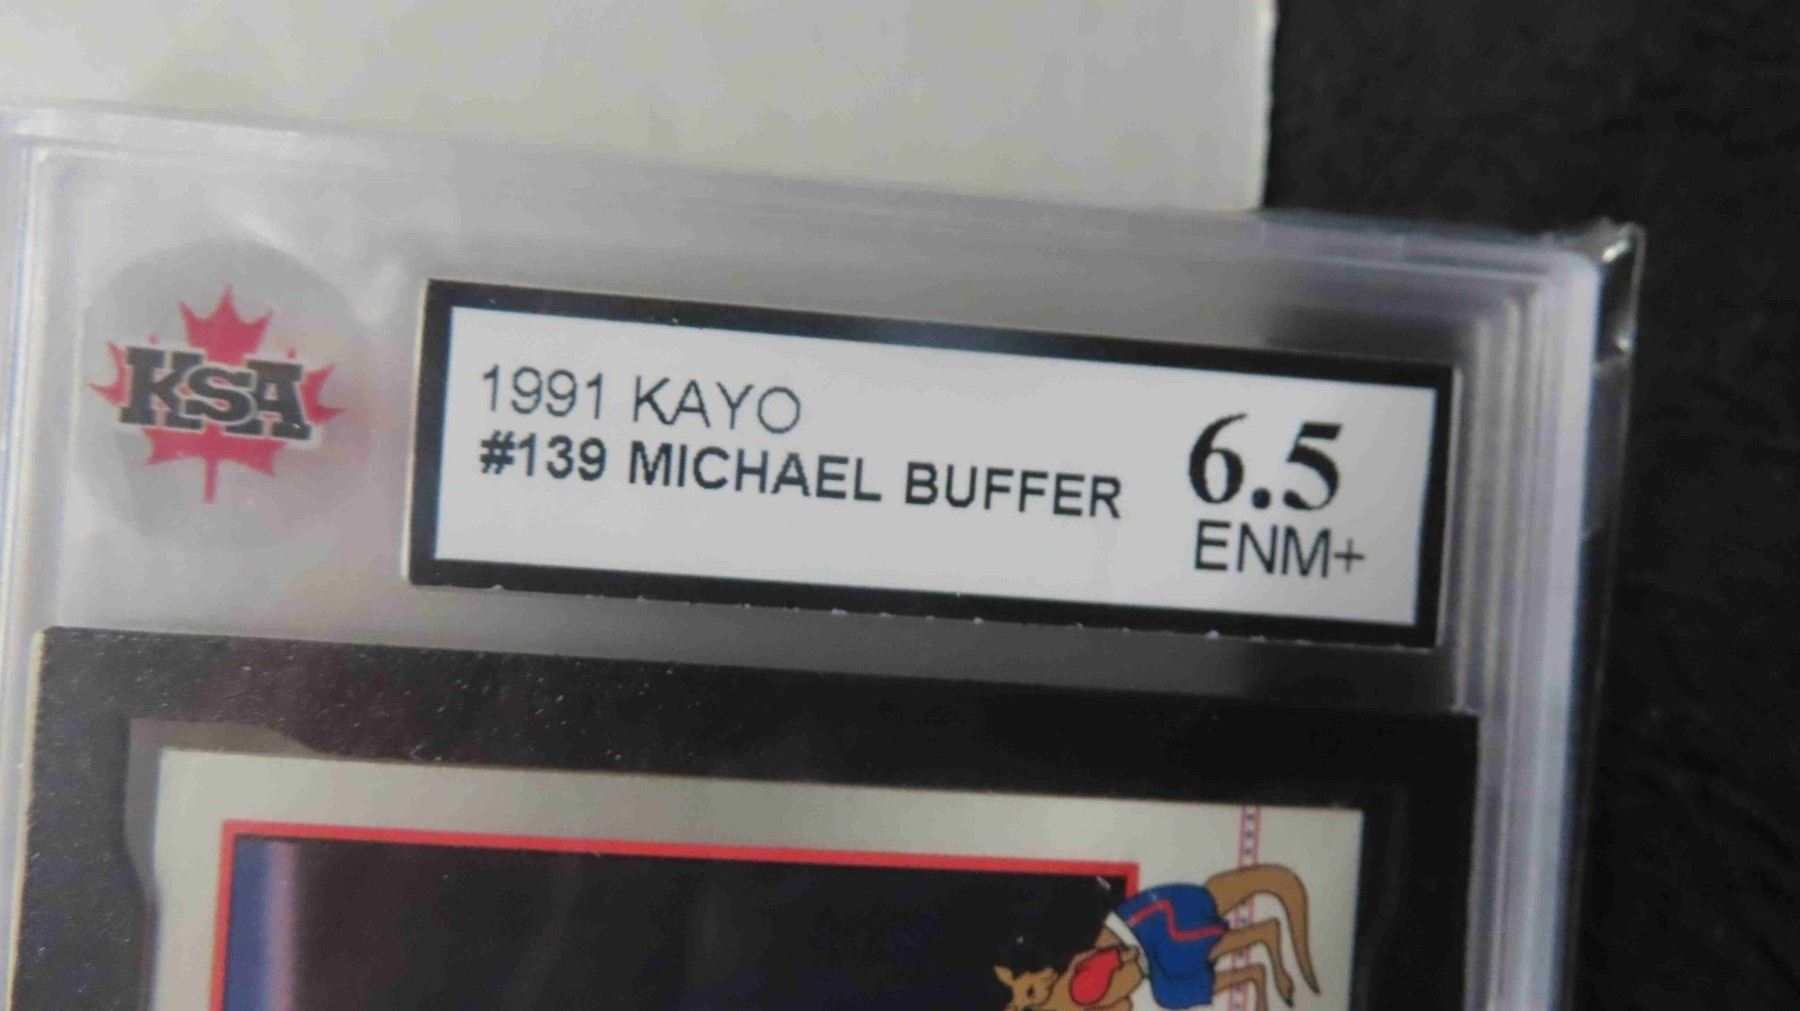 KSA
1991 KAYO
#139 MICHAEL BUFFER
6.5
ENM+